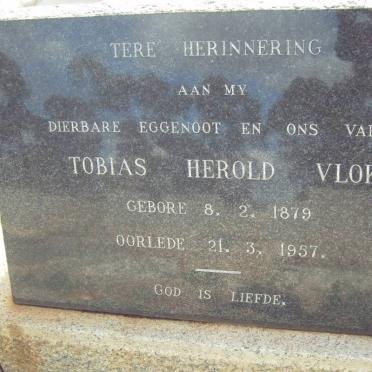 TERE HERINNERING
AAN MY
DIERBARE EGGENOOT EN ONS
TOBIAS HEROLD
GEBORE 8. 2. 1879
OORLEDE 21. 3. 1957.
GOD IS LIEFDE.